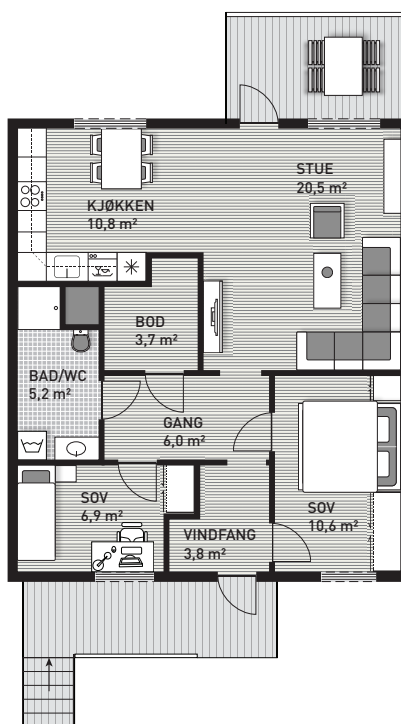 STUE
20,5 m²
KJØKKEN
10,8 m²
BOD
3,7 m²
BAD/WC
5,2 m²
GANG
6,0 m²
SOV
6,9 m²
SOV
10,6 m²
VINDFANG
3,8 m²